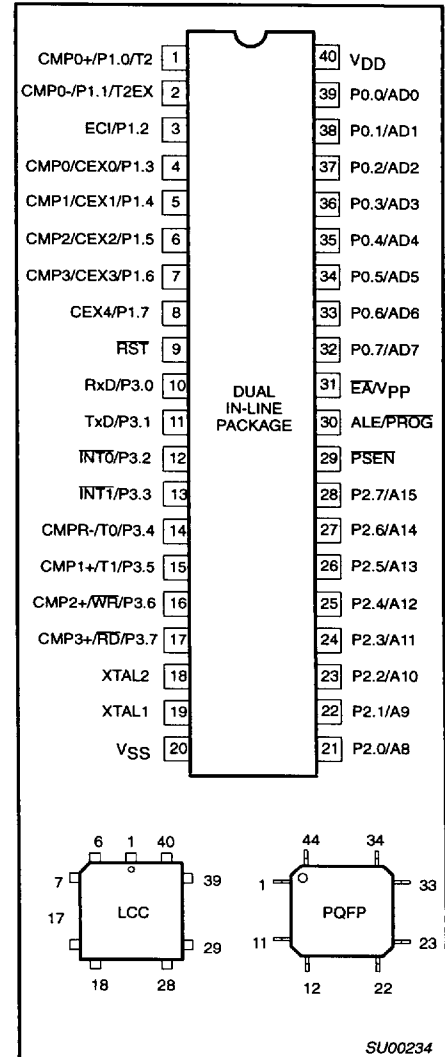 CMP0+/P1.0/T2 1 40 VDD
CMP0-/P1.1/T2EX 2 39 P0.0/AD0
ECI/P1.2 3 38 P0.1/AD1
CMP0/CEX0/P1.3 4 37 P0.2/AD2
CMP1/CEX1/P1.4 5 36 P0.3/AD3
CMP2/CEX2/P1.5 6 35 P0.4/AD4
CMP3/CEX3/P1.6 7 34 P0.5/AD5
CEX4/P1.7 8 33 P0.6/AD6
R̅S̅T̅ 9 32 P0.7/AD7
RxD/P3.0 10 31 E̅A̅/VPP
TxD/P3.1 11 30 ALE/P̅R̅O̅G̅
I̅N̅T̅0̅/P3.2 12 29 P̅S̅E̅N̅
I̅N̅T̅1̅/P3.3 13 28 P2.7/A15
CMPR-/T0/P3.4 14 27 P2.6/A14
CMP1+/T1/P3.5 15 26 P2.5/A13
CMP2+/W̅R̅/P3.6 16 25 P2.4/A12
CMP3+/R̅D̅/P3.7 17 24 P2.3/A11
XTAL2 18 23 P2.2/A10
XTAL1 19 22 P2.1/A9
VSS 20 21 P2.0/A8
DUAL
IN-LINE
PACKAGE
6 1 40
7 39
17 LCC
29
18 28
44 34
1 33
PQFP
11 23
12 22
SU00234